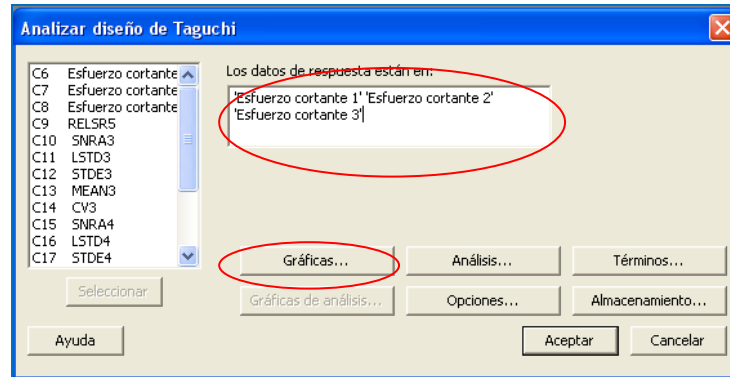 Analizar diseño de Taguchi
C6 Esfuerzo cortante
C7 Esfuerzo cortante
C8 Esfuerzo cortante
C9 RELSR5
C10 SNRA3
C11 LSTD3
C12 STDE3
C13 MEAN3
C14 CV3
C15 SNRA4
C16 LSTD4
C17 STDE4
Los datos de respuesta están en:
'Esfuerzo cortante 1' 'Esfuerzo cortante 2'
'Esfuerzo cortante 3'
Seleccionar
Gráficas...
Análisis...
Términos...
Gráficas de análisis...
Opciones...
Almacenamiento...
Ayuda
Aceptar
Cancelar